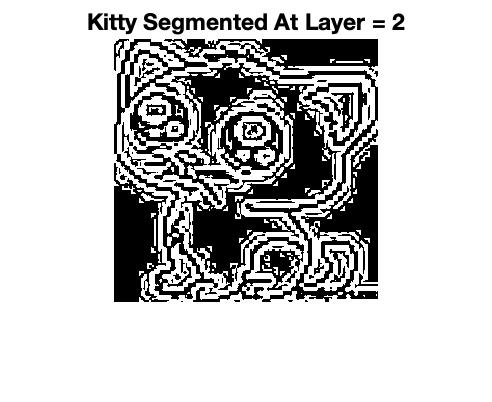 Kitty Segmented At Layer = 2